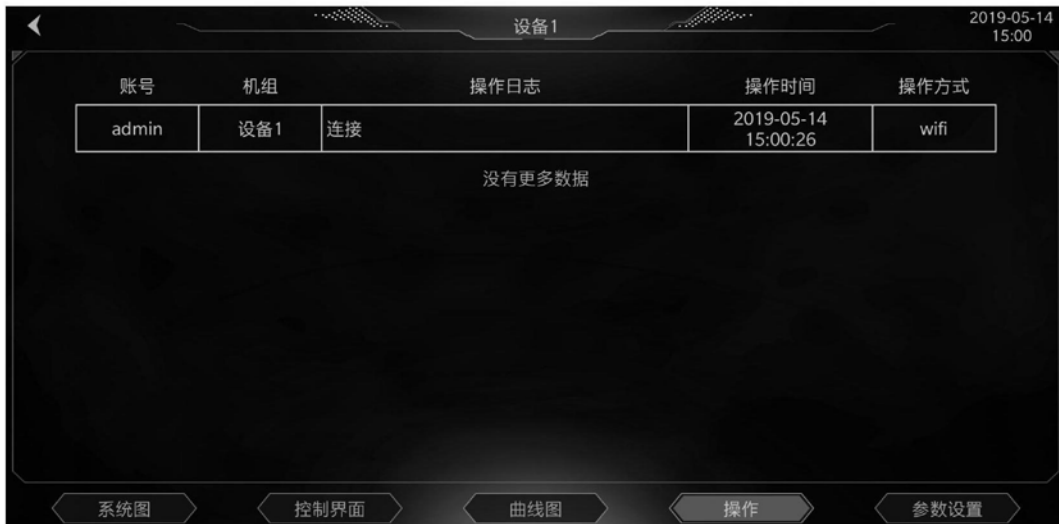 设备1
2019-05-14
15:00
账号 机组 操作日志 操作时间 操作方式
admin 设备1 连接 2019-05-14 15:00:26 wifi
没有更多数据
系统图 控制界面 曲线图 操作 参数设置